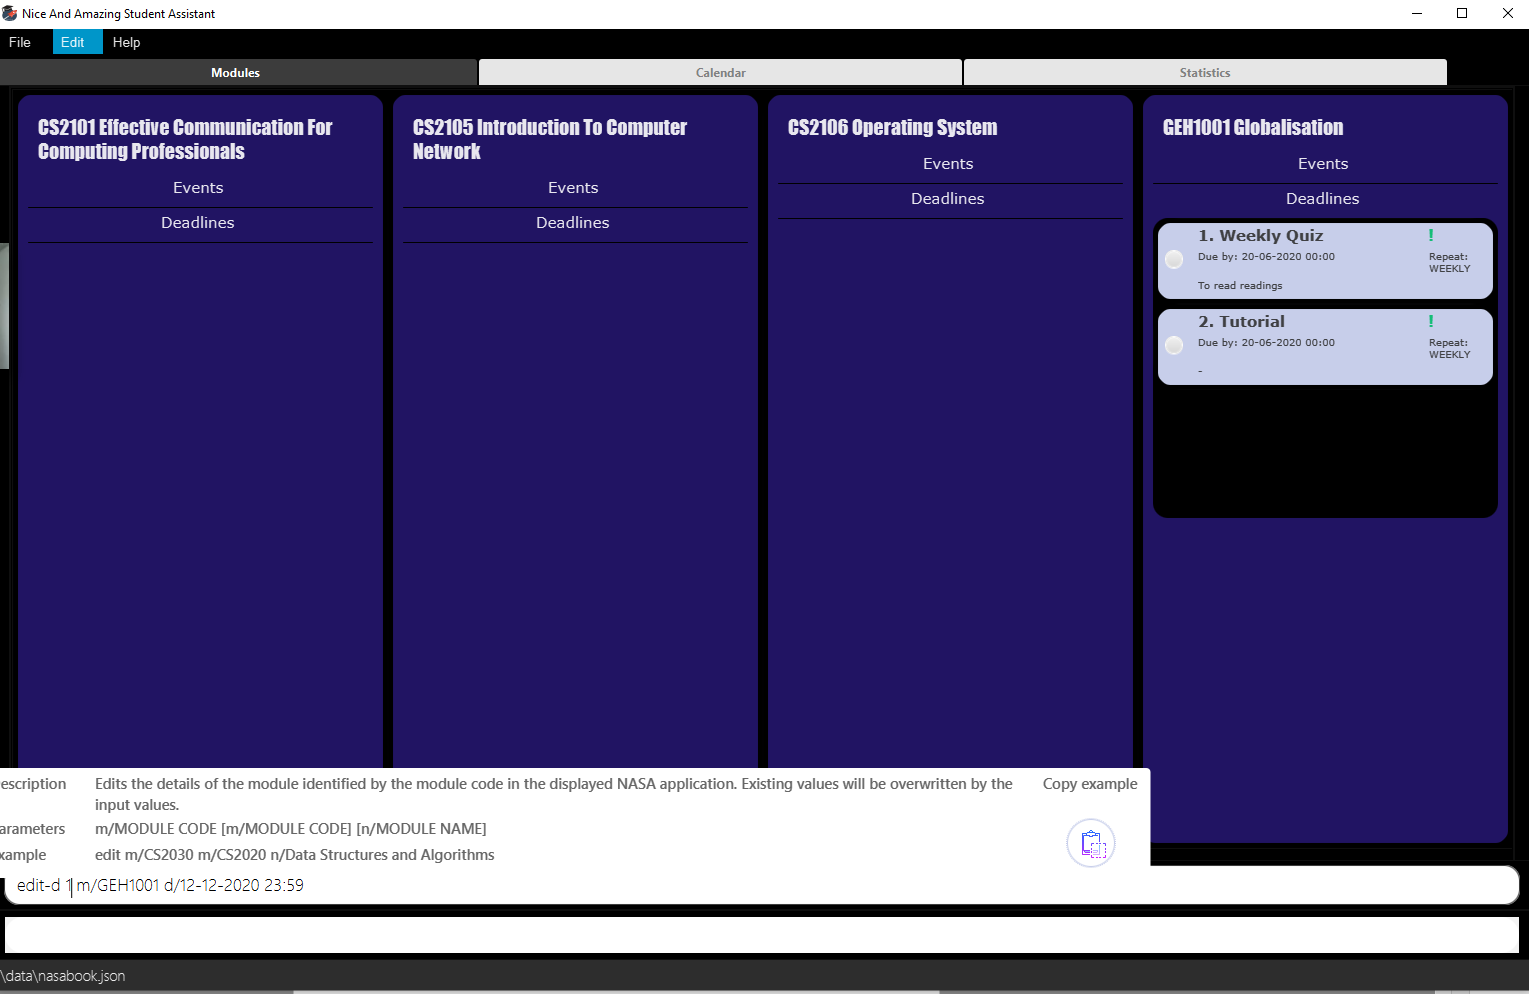 Nice And Amazing Student Assistant
File Edit Help
Modules Calendar Statistics
CS2101 Effective Communication For
Computing Professionals
Events
Deadlines
CS2105 Introduction To Computer
Network
Events
Deadlines
CS2106 Operating System
Events
Deadlines
GEH1001 Globalisation
Events
Deadlines
1. Weekly Quiz !
Due by: 20-06-2020 00:00 Repeat:
WEEKLY
To read readings
2. Tutorial !
Due by: 20-06-2020 00:00 Repeat:
WEEKLY
-
escription Edits the details of the module identified by the module code in the displayed NASA application. Existing values will be overwritten by the Copy example
input values.
arameters m/MODULE CODE [m/MODULE CODE] [n/MODULE NAME]
xample edit m/CS2030 m/CS2020 n/Data Structures and Algorithms
edit-d 1 m/GEH1001 d/12-12-2020 23:59
\data\nasabook.json